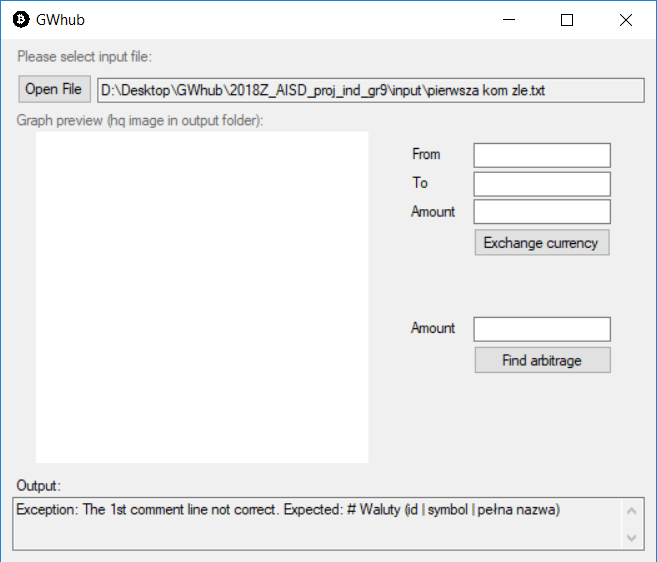 GWhub
Please select input file:
Open File
D:\Desktop\GWhub\2018Z_AISD_proj_ind_gr9\input\pierwsza kom zle.txt
Graph preview (hq image in output folder):
From
To
Amount
Exchange currency
Amount
Find arbitrage
Output:
Exception: The 1st comment line not correct. Expected: # Waluty (id | symbol | pełna nazwa)